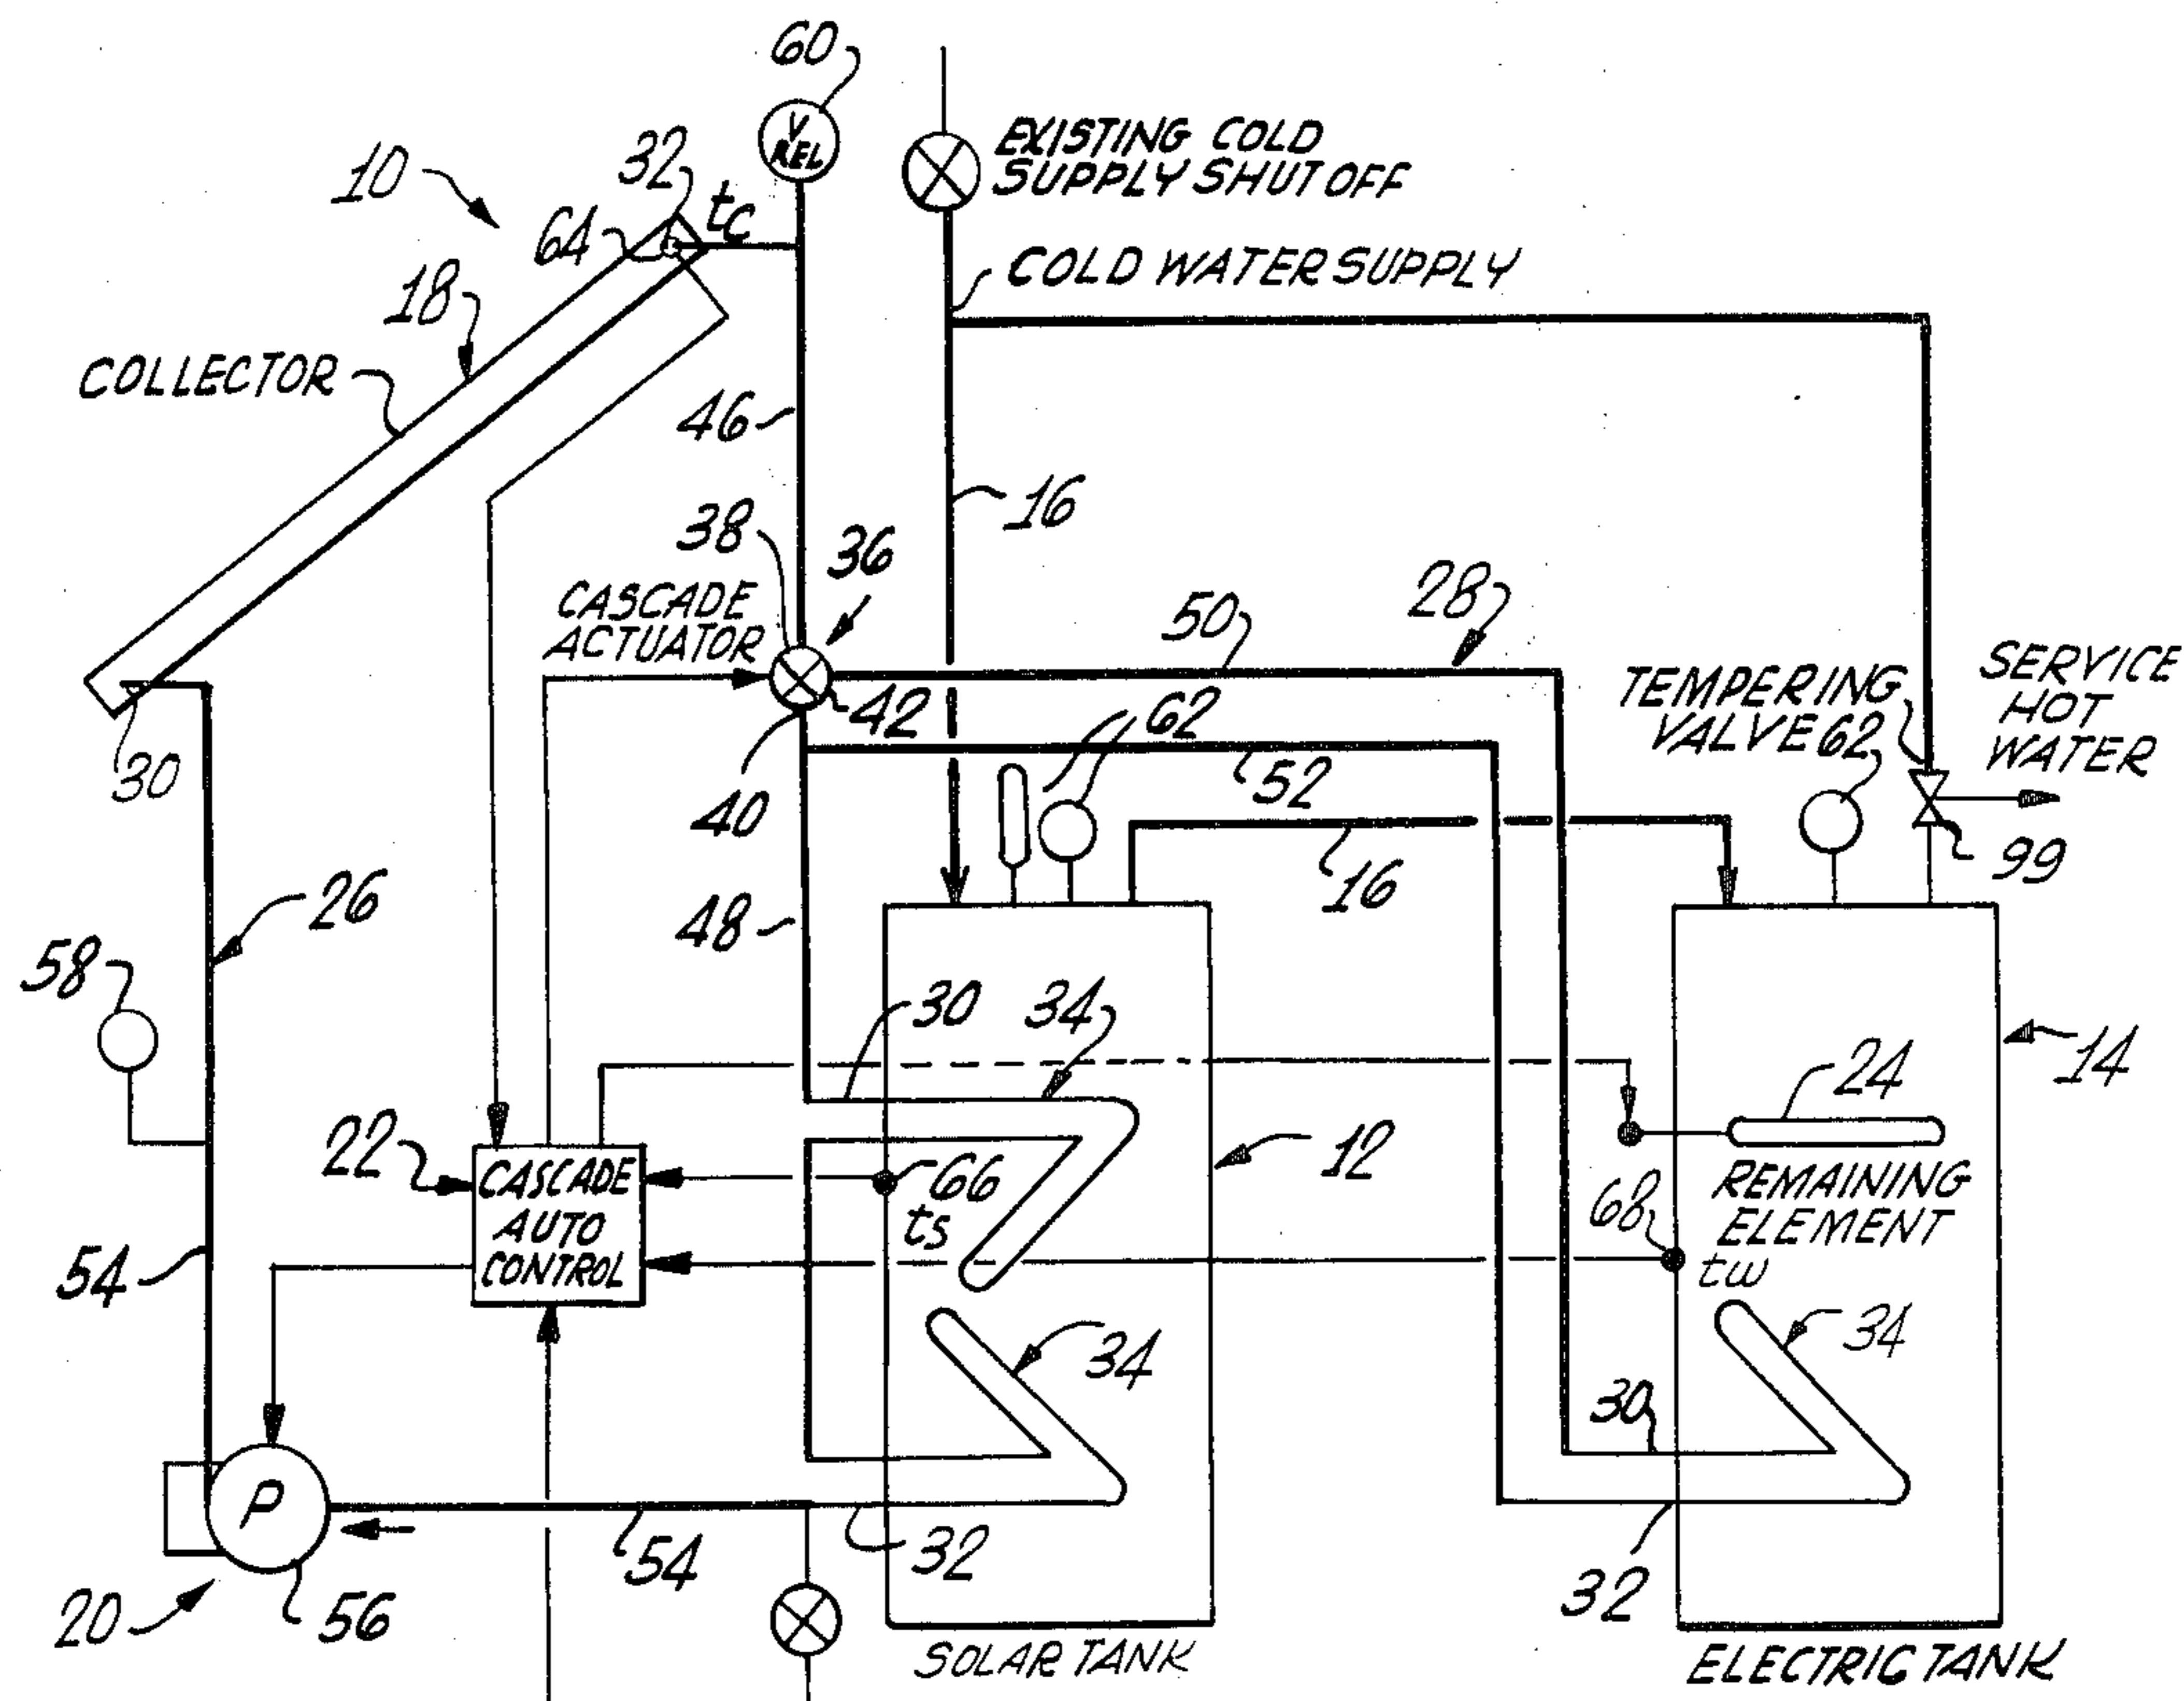 60
V
REL
EXISTING COLD
SUPPLY SHUT OFF
10
32
64
tc
COLD WATER SUPPLY
18
COLLECTOR
46
16
38
36
CASCADE
ACTUATOR
50
28
SERVICE
HOT
WATER
TEMPERING
VALVE 62
42
62
30
52
40
99
16
26
48
58
30
34
14
24
22
CASCADE
AUTO
CONTROL
66
ts
12
REMAINING
ELEMENT
68
tw
54
34
34
30
P
54
32
32
20
56
SOLAR TANK
ELECTRIC TANK